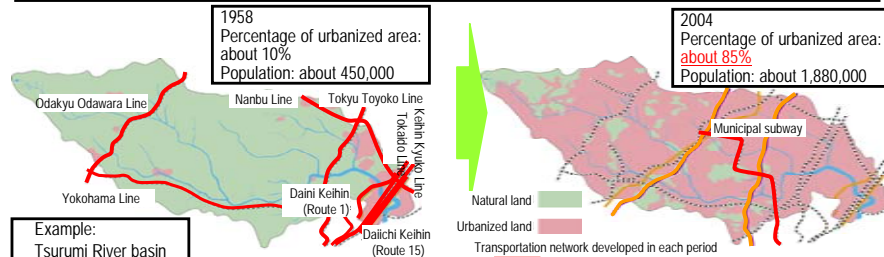 1958
Percentage of urbanized area:
about 10%
Population: about 450,000
Odakyu Odawara Line
Nanbu Line
Tokyu Toyoko Line
Keihin Kyuko Line
Tokaido Line
Yokohama Line
Daini Keihin
(Route 1)
Daiichi Keihin
(Route 15)
Example:
Tsurumi River basin
2004
Percentage of urbanized area:
about 85%
Population: about 1,880,000
Municipal subway
Natural land
Urbanized land
Transportation network developed in each period